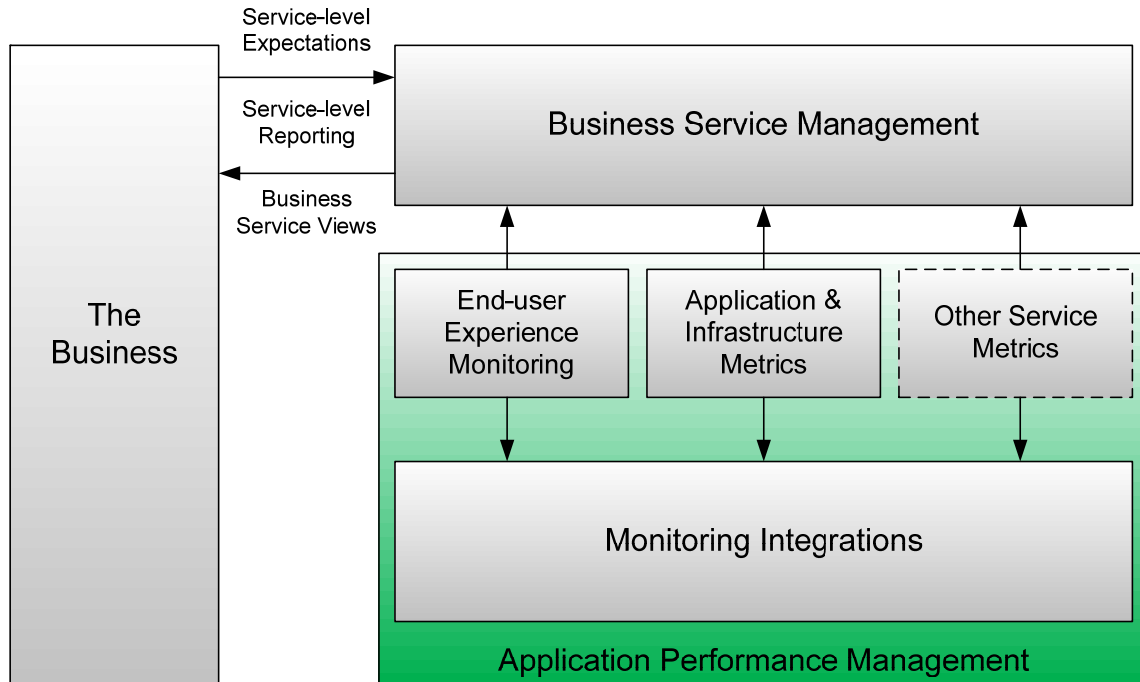 Service-level
Expectations
Service-level
Reporting
Business
Service Views
The
Business
Business Service Management
End-user
Experience
Monitoring
Application &
Infrastructure
Metrics
Other Service
Metrics
Monitoring Integrations
Application Performance Management